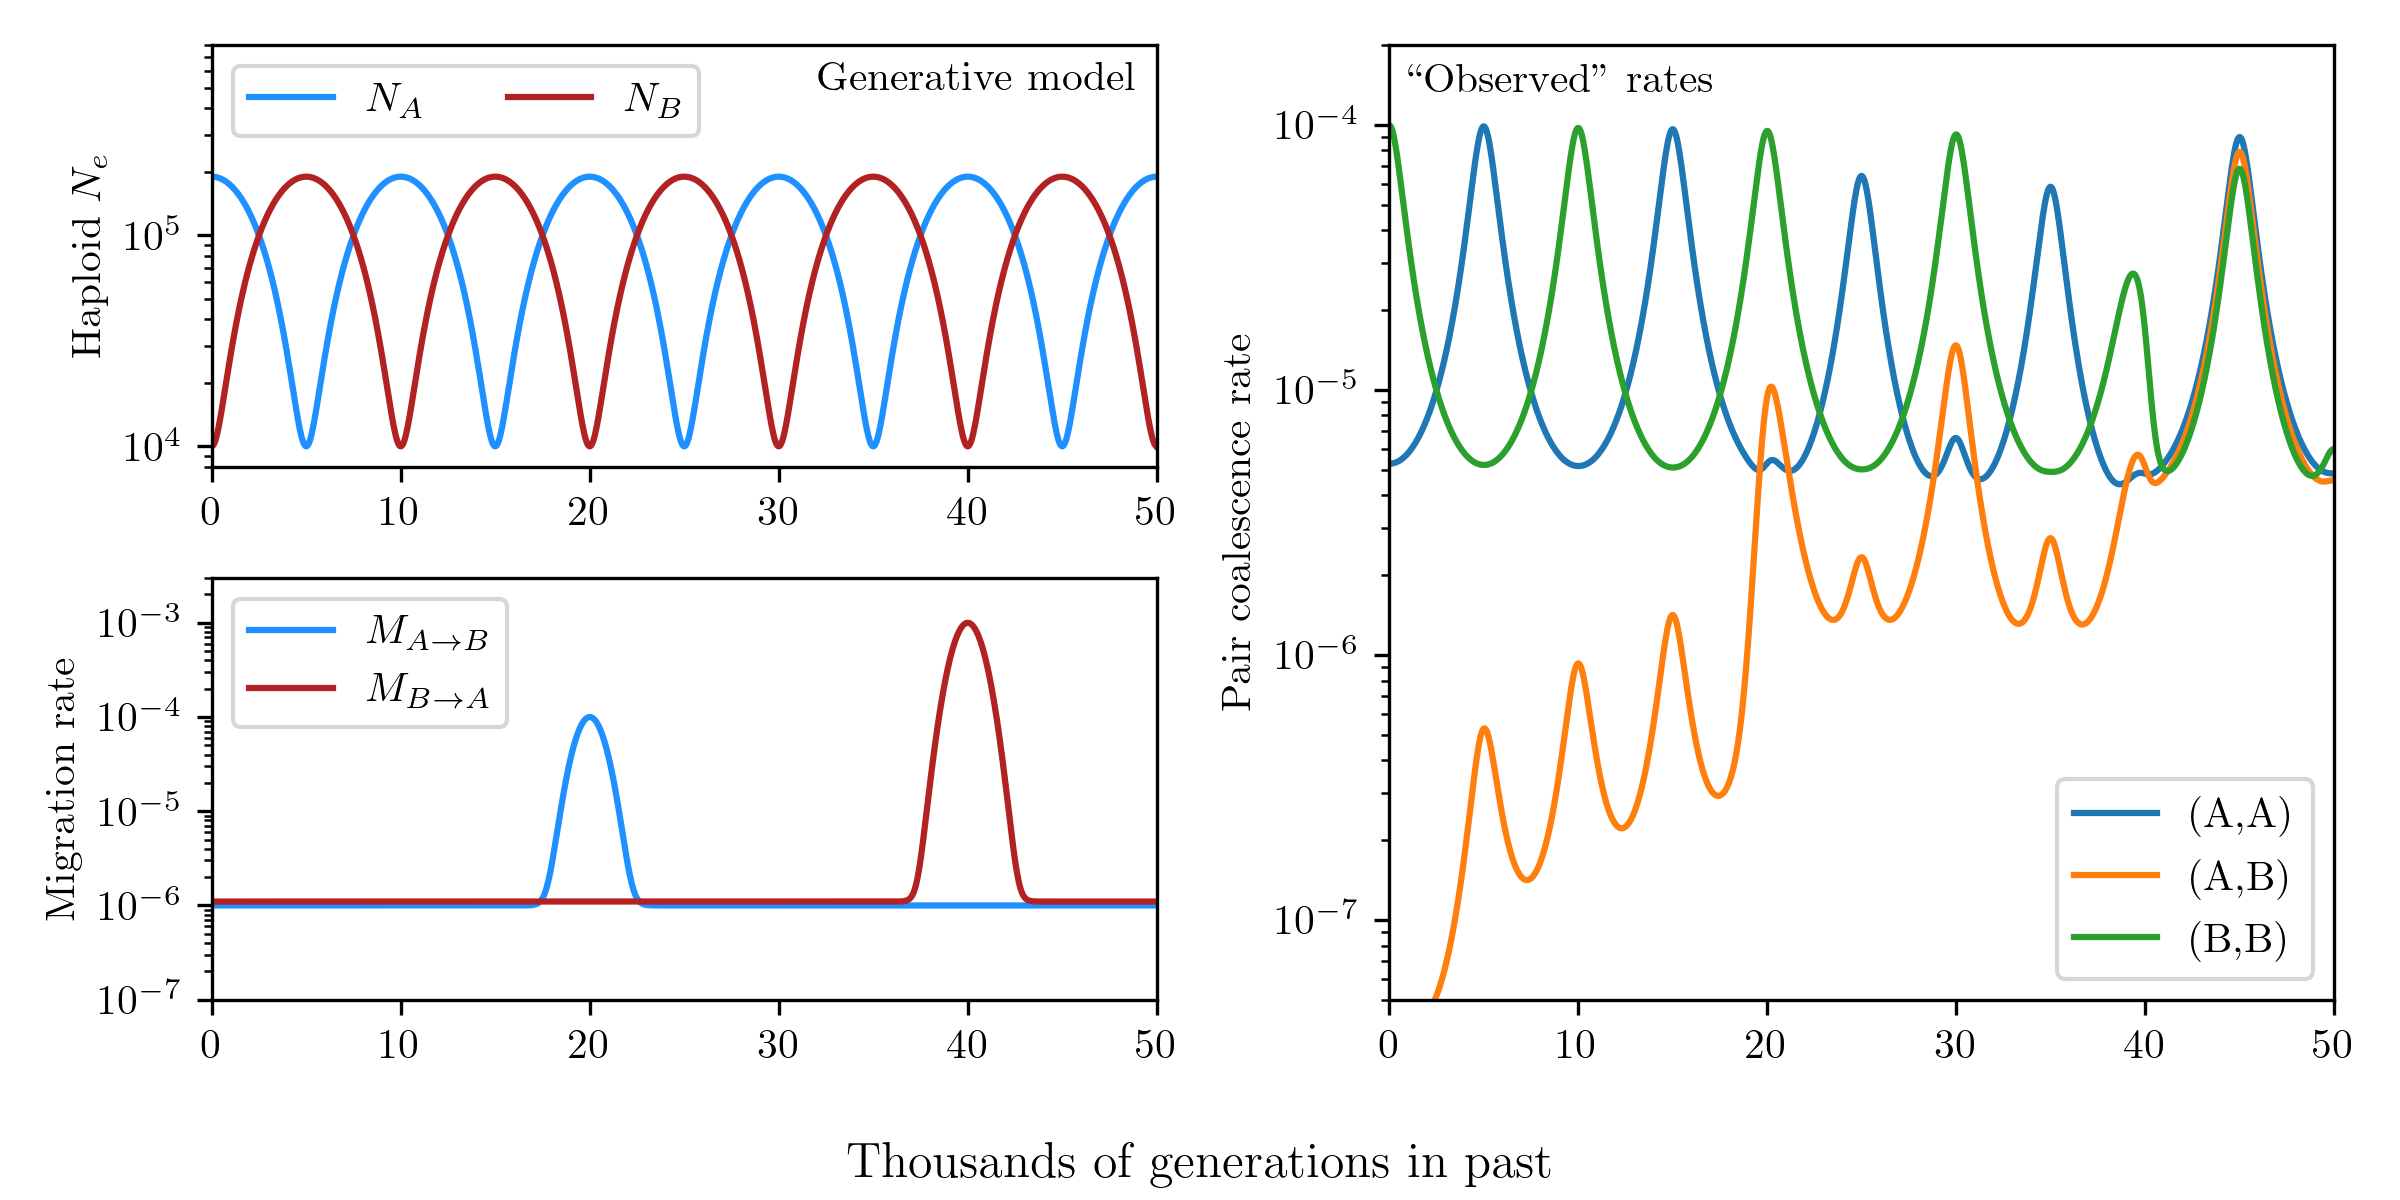 Generative model
N_A N_B
Haploid N_e
10^5
10^4
0 10 20 30 40 50
M_{A→B}
M_{B→A}
Migration rate
10^{−3}
10^{−4}
10^{−5}
10^{−6}
10^{−7}
0 10 20 30 40 50
“Observed” rates
Pair coalescence rate
10^{−4}
10^{−5}
10^{−6}
10^{−7}
(A,A)
(A,B)
(B,B)
0 10 20 30 40 50
Thousands of generations in past